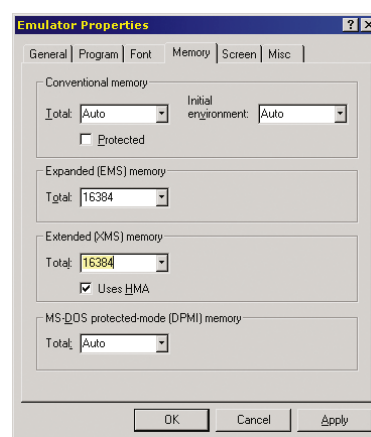 Emulator Properties
General Program Font Memory Screen Misc
Conventional memory
Initial
Total: Auto environment: Auto
Protected
Expanded (EMS) memory
Total: 16384
Extended (XMS) memory
Total: 16384
Uses HMA
MS-DOS protected-mode (DPMI) memory
Total: Auto
OK Cancel Apply